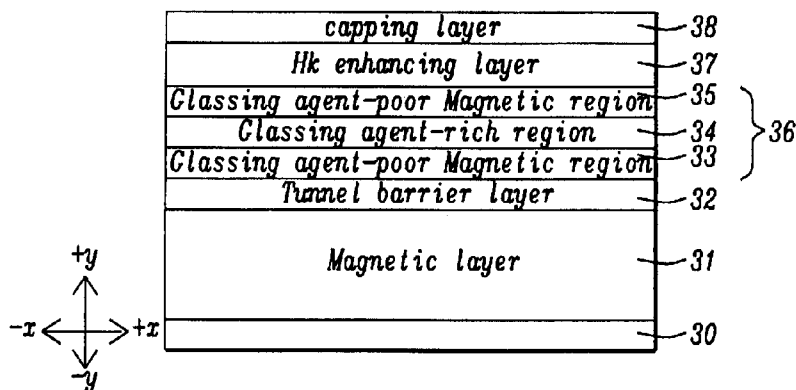 capping layer 38
Hk enhancing layer 37
Glassing agent-poor Magnetic region 35
Glassing agent-rich region 34
36
Glassing agent-poor Magnetic region 33
Tunnel barrier layer 32
Magnetic layer 31
+y
-x +x
-y
30